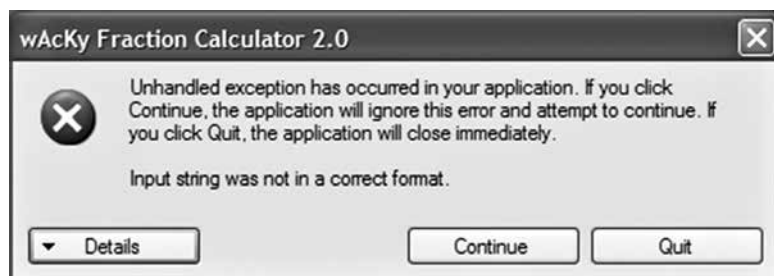 wAcKy Fraction Calculator 2.0
Unhandled exception has occurred in your application. If you click
Continue, the application will ignore this error and attempt to continue. If
you click Quit, the application will close immediately.
Input string was not in a correct format.
Details
Continue
Quit